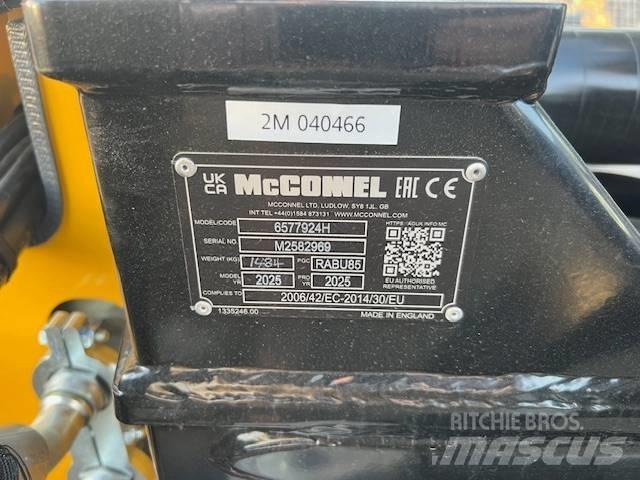 2M 040466
UK CA McCONNEL EAC CE
MCCONNEL LTD, LUDLOW, SY8 1JL, GB
INT.TEL +44(0)1584 873131 WWW.MCCONNEL.COM
MODEL/CODE 6577924H
SERIAL NO. M2582969
WEIGHT (KG) 1484 PGC RABU85
MODEL YR 2025 PRO YR 2025
COMPLIES TO 2006/42/EC-2014/30/EU
1335246.00 MADE IN ENGLAND
EU AUTHORISED
REPRESENTATIVE
RITCHIE BROS.
MASCUS